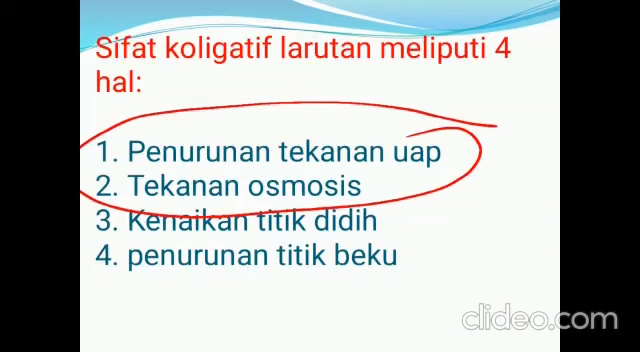 Sifat koligatif larutan meliputi 4
hal:
1. Penurunan tekanan uap
2. Tekanan osmosis
3. Kenaikan titik didih
4. penurunan titik beku
clideo.com